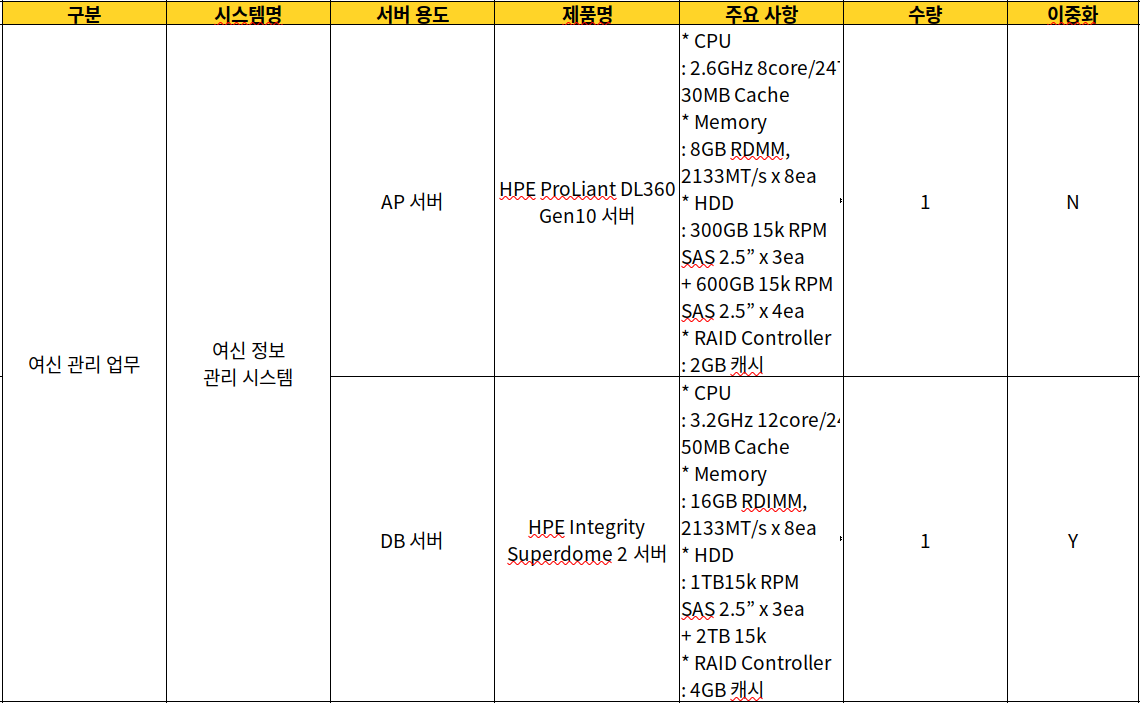 구분 시스템명 서버 용도 제품명 주요 사항 수량 이중화
여신 관리 업무
여신 정보
관리 시스템
AP 서버
HPE ProLiant DL360
Gen10 서버
* CPU
: 2.6GHz 8core/24
30MB Cache
* Memory
: 8GB RDMM,
2133MT/s x 8ea
* HDD
: 300GB 15k RPM
SAS 2.5” x 3ea
+ 600GB 15k RPM
SAS 2.5” x 4ea
* RAID Controller
: 2GB 캐시
1
N
DB 서버
HPE Integrity
Superdome 2 서버
* CPU
: 3.2GHz 12core/2
50MB Cache
* Memory
: 16GB RDIMM,
2133MT/s x 8ea
* HDD
: 1TB15k RPM
SAS 2.5” x 3ea
+ 2TB 15k
* RAID Controller
: 4GB 캐시
1
Y